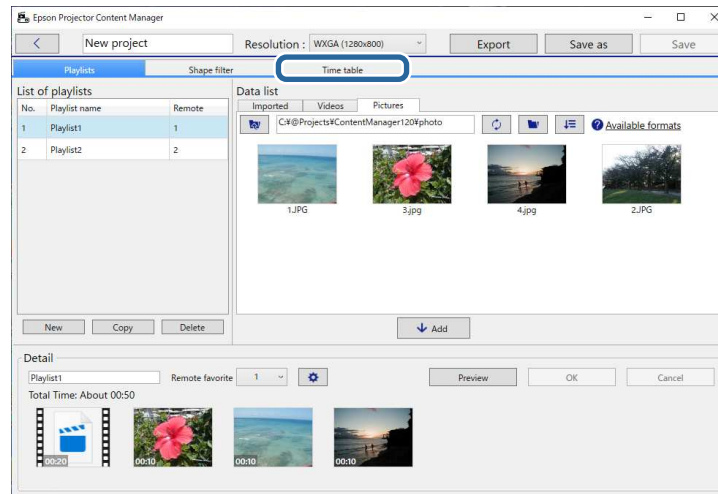 Epson Projector Content Manager
New project Resolution : WXGA (1280x800) Export Save as Save
Playlists Shape filter Time table
List of playlists Data list
No. Playlist name Remote
1 Playlist1 1
2 Playlist2 2
Imported Videos Pictures
C:¥@Projects¥ContentManager120¥photo Available formats
1.JPG 3.jpg 4.jpg 2.JPG
New Copy Delete
Add
Detail
Playlist1 Remote favorite 1 Preview OK Cancel
Total Time: About 00:50
00:20 00:10 00:10 00:10